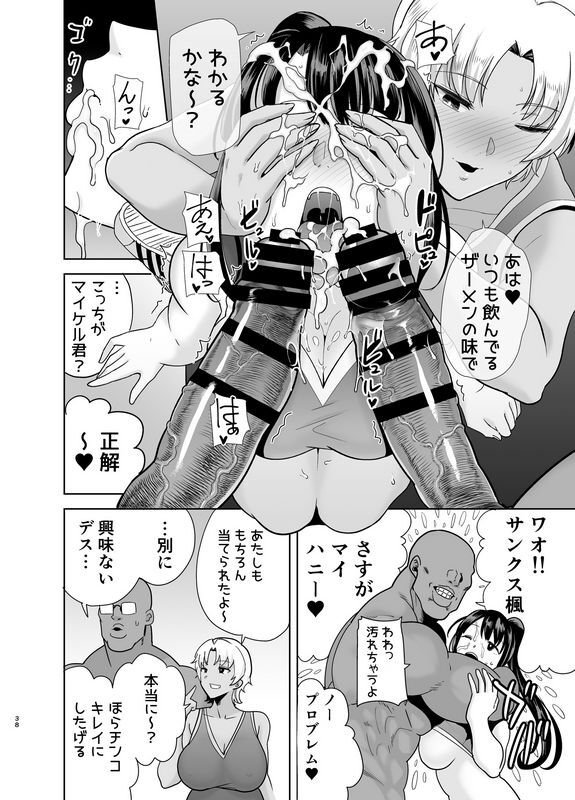 あ♥
わかる
かな〜?
んっ♥
ゴク…
あは♥
いつも飲んでる
ザーメンの味で
ドピュ
ビュルッ
ビュルッ
あえ♥
はっ
はぁ♥
…こっちが
マイケル君?
正解
〜♥
ワオ!!
サンクス楓
さすが
マイ
ハニー♥
わわっ
汚れちゃうよ
ノー
プロブレム♥
あたしも
もちろん
当てられたよ〜
…別に
興味ない
デス…
本当に〜?
ほらチンコ
キレイに
したげる
38